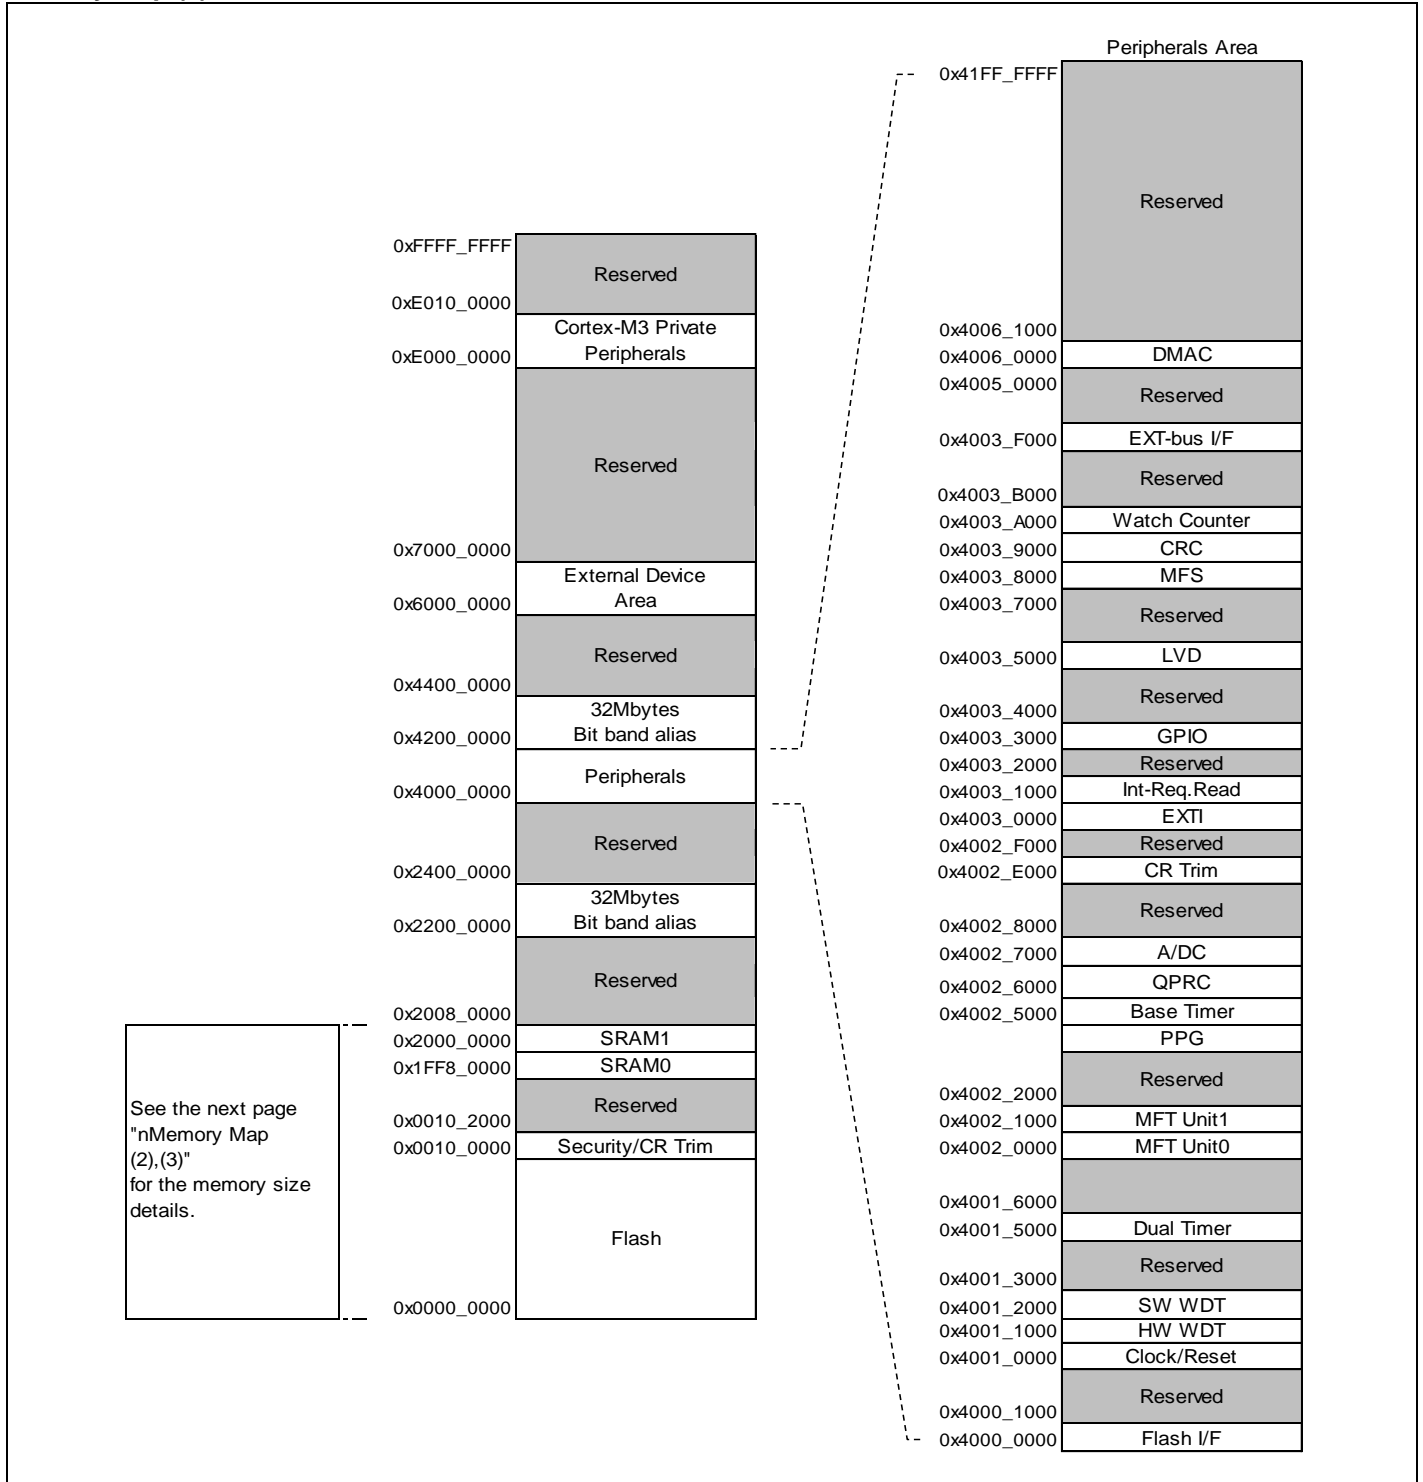 Peripherals Area
0x41FF_FFFF
Reserved
0x4006_1000
0x4006_0000 DMAC
0x4005_0000
Reserved
0x4003_F000 EXT-bus I/F
Reserved
0x4003_B000
0x4003_A000 Watch Counter
0x4003_9000 CRC
0x4003_8000 MFS
0x4003_7000
Reserved
0x4003_5000 LVD
Reserved
0x4003_4000
0x4003_3000 GPIO
0x4003_2000 Reserved
0x4003_1000 Int-Req.Read
0x4003_0000 EXTI
0x4002_F000 Reserved
0x4002_E000 CR Trim
Reserved
0x4002_8000
0x4002_7000 A/DC
0x4002_6000 QPRC
0x4002_5000 Base Timer
PPG
Reserved
0x4002_2000
0x4002_1000 MFT Unit1
0x4002_0000 MFT Unit0
0x4001_6000
0x4001_5000 Dual Timer
Reserved
0x4001_3000
0x4001_2000 SW WDT
0x4001_1000 HW WDT
0x4001_0000 Clock/Reset
Reserved
0x4000_1000
0x4000_0000 Flash I/F
0xFFFF_FFFF
Reserved
0xE010_0000
Cortex-M3 Private
0xE000_0000 Peripherals
Reserved
0x7000_0000
External Device
0x6000_0000 Area
Reserved
0x4400_0000
32Mbytes
0x4200_0000 Bit band alias
Peripherals
0x4000_0000
Reserved
0x2400_0000
32Mbytes
0x2200_0000 Bit band alias
Reserved
0x2008_0000
0x2000_0000 SRAM1
0x1FF8_0000 SRAM0
Reserved
0x0010_2000
0x0010_0000 Security/CR Trim
Flash
0x0000_0000
See the next page
"nMemory Map
(2),(3)"
for the memory size
details.